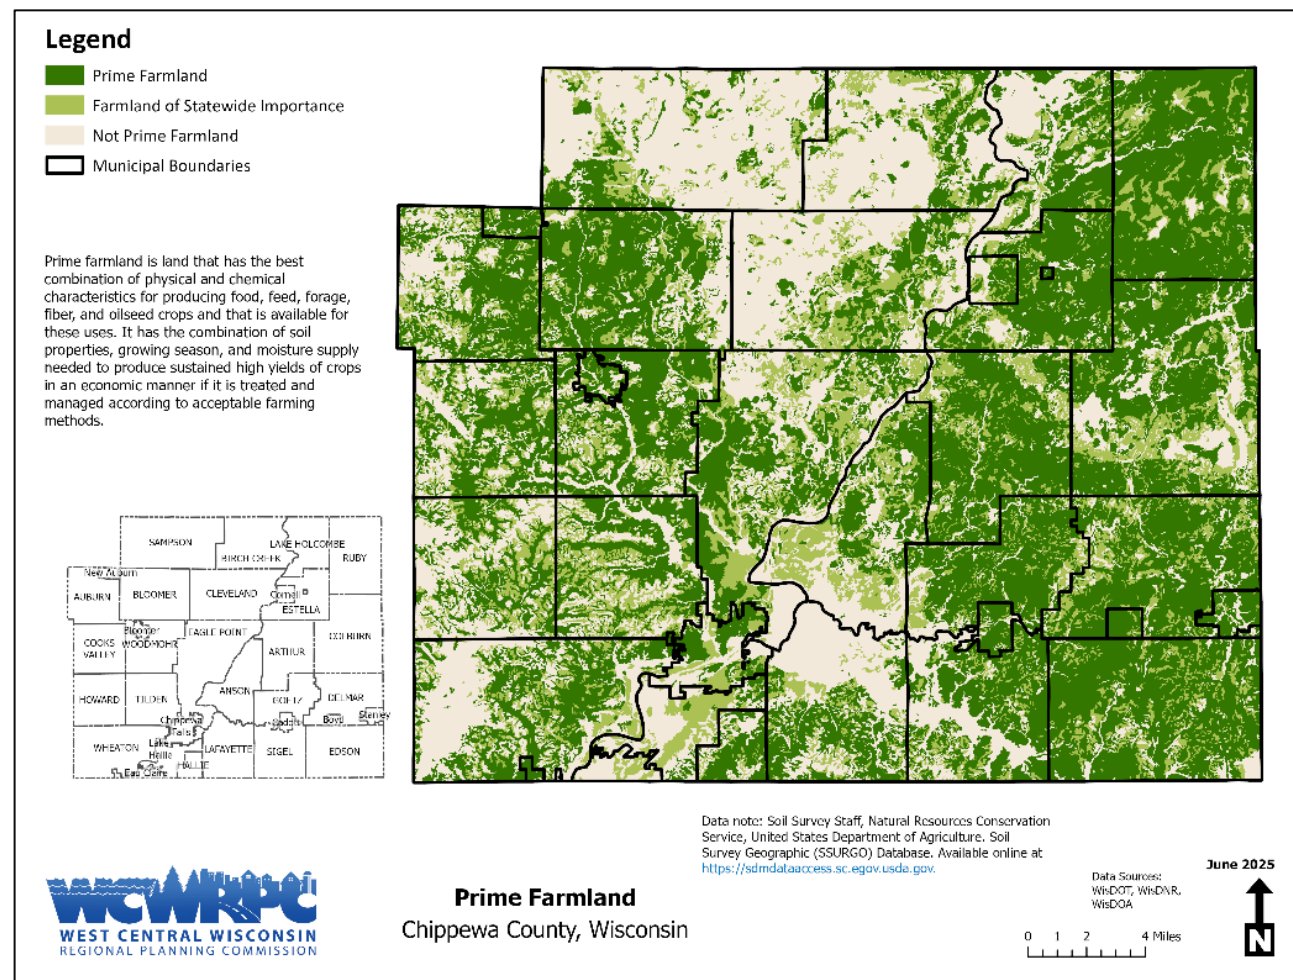 Legend
Prime Farmland
Farmland of Statewide Importance
Not Prime Farmland
Municipal Boundaries
Prime farmland is land that has the best
combination of physical and chemical
characteristics for producing food, feed, forage,
fiber, and oilseed crops and that is available for
these uses. It has the combination of soil
properties, growing season, and moisture supply
needed to produce sustained high yields of crops
in an economic manner if it is treated and
managed according to acceptable farming
methods.
SAMPSON
LAKE HOLCOMBE
BIRCH CREEK
RUBY
New Auburn
AUBURN
BLOOMER
CLEVELAND
Cornell
ESTELLA
Bloomer
EAGLE POINT
COLBURN
COOKS
VALLEY
WOODMOHR
ARTHUR
HOWARD
TILDEN
ANSON
GOETZ
DELMAR
Chippewa
Falls
Cadott
Boyd
Stanley
WHEATON
Lake
Hallie
LAFAYETTE
SIGEL
EDSON
HALLIE
Eau Claire
Data note: Soil Survey Staff, Natural Resources Conservation
Service, United States Department of Agriculture. Soil
Survey Geographic (SSURGO) Database. Available online at
https://sdmdataaccess.sc.egov.usda.gov.
June 2025
Data Sources:
WisDOT, WisDNR,
WisDOA
0 1 2 4 Miles
N
WCWRPC
WEST CENTRAL WISCONSIN
REGIONAL PLANNING COMMISSION
Prime Farmland
Chippewa County, Wisconsin